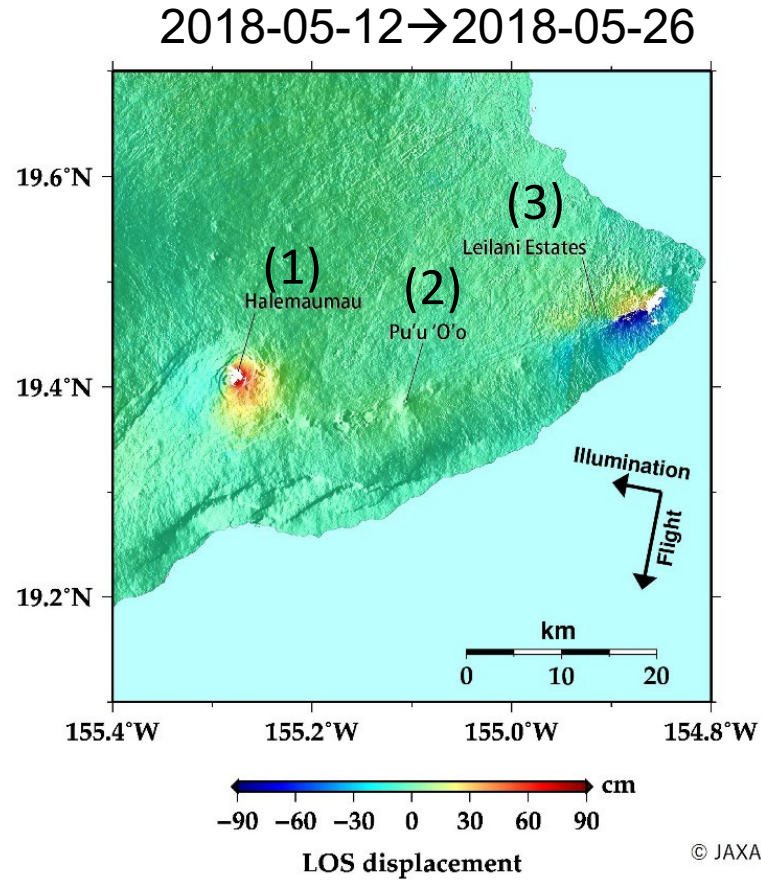 2018-05-12→2018-05-26
19.6°N
19.4°N
19.2°N
(1)
Halemaumau
(2)
Pu'u 'O'o
(3)
Leilani Estates
Illumination
Flight
km
0 10 20
155.4°W 155.2°W 155.0°W 154.8°W
cm
−90 −60 −30 0 30 60 90
LOS displacement
© JAXA